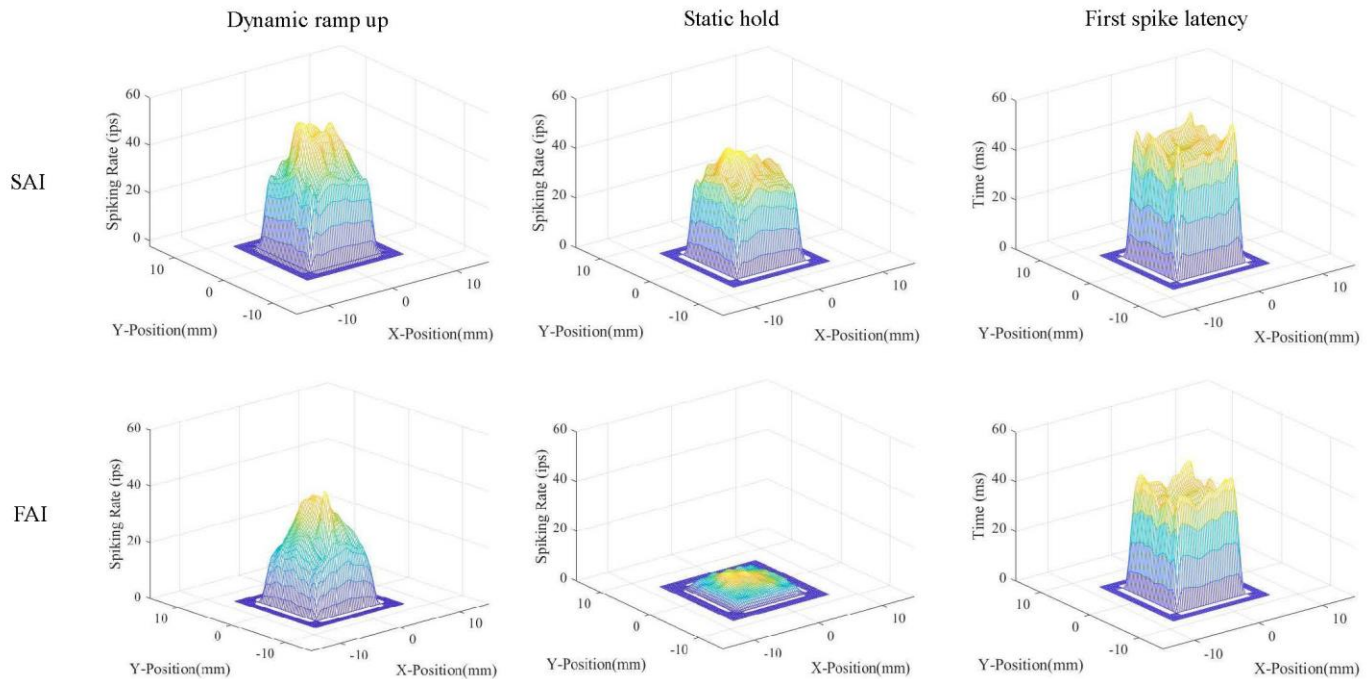 Dynamic ramp up
Static hold
First spike latency
SAI
60
40
20
0
Spiking Rate (ips)
10
0
-10
Y-Position(mm)
-10
0
10
X-Position(mm)
60
40
20
0
Spiking Rate (ips)
10
0
-10
Y-Position(mm)
-10
0
10
X-Position(mm)
60
40
20
0
Time (ms)
10
0
-10
Y-Position(mm)
-10
0
10
X-Position(mm)
FAI
60
40
20
0
Spiking Rate (ips)
10
0
-10
Y-Position(mm)
-10
0
10
X-Position(mm)
60
40
20
0
Spiking Rate (ips)
10
0
-10
Y-Position(mm)
-10
0
10
X-Position(mm)
60
40
20
0
Time (ms)
10
0
-10
Y-Position(mm)
-10
0
10
X-Position(mm)